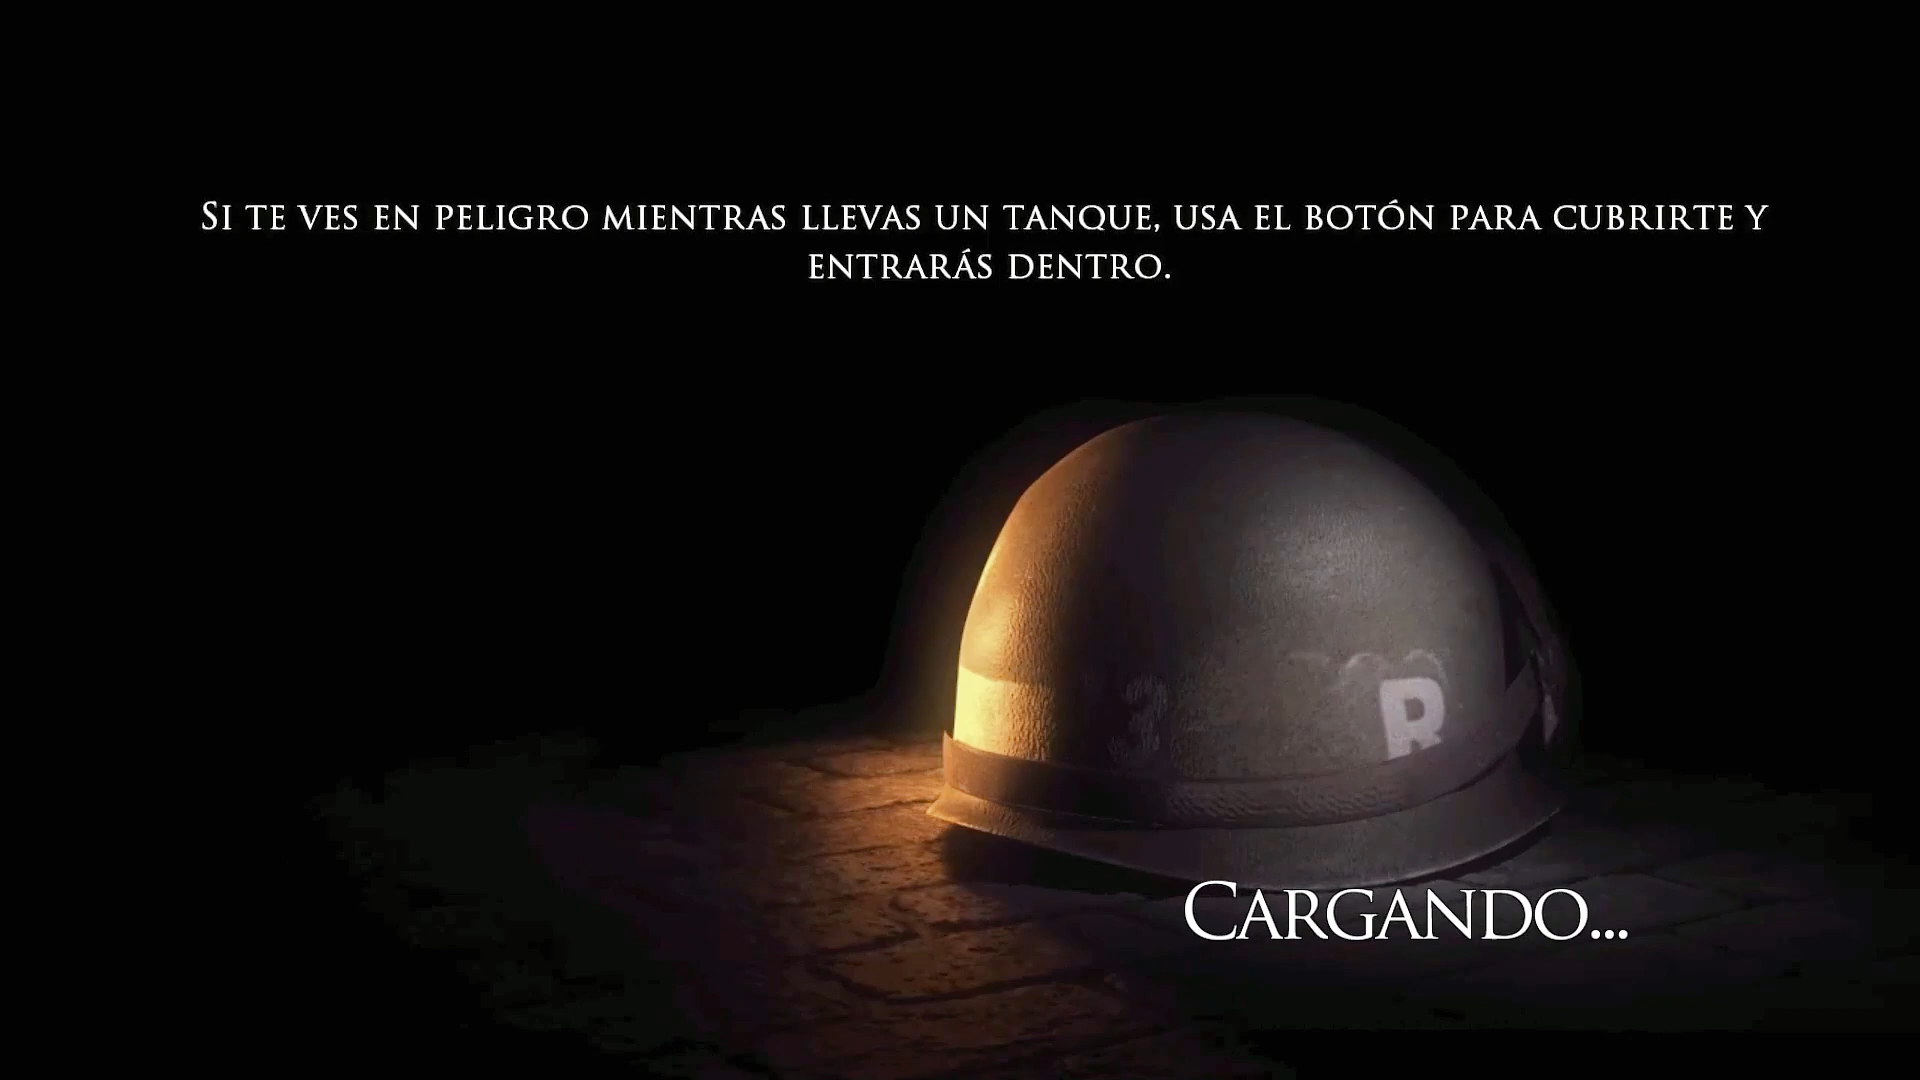 Si te ves en peligro mientras llevas un tanque, usa el botón para cubrirte y
entrarás dentro.
R
Cargando...